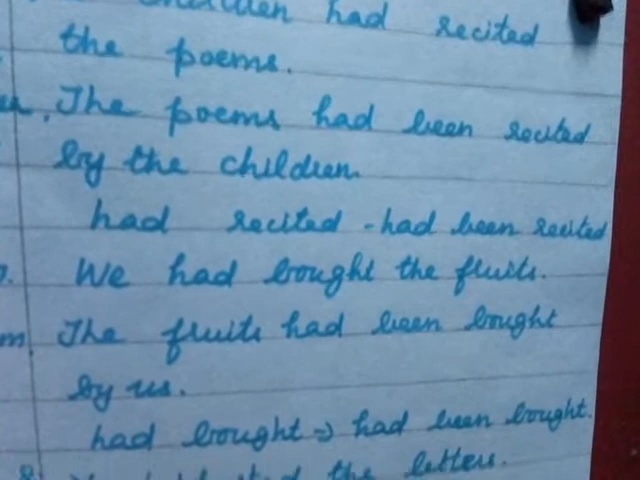 children had recited
the poems.
The poems had been recited
by the children.
had recited - had been recited
We had bought the fruits.
The fruits had been bought
by us.
had bought => had been bought.
the letters.